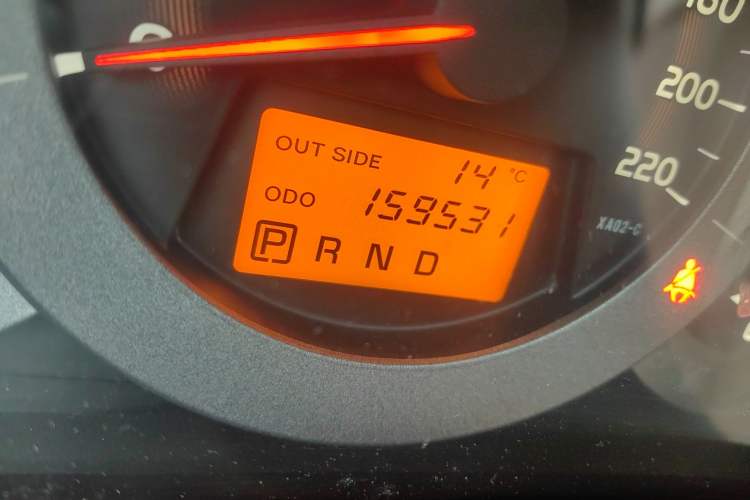 180
200
220
OUT SIDE 14 °C
ODO 159531
P R N D
XA02-C